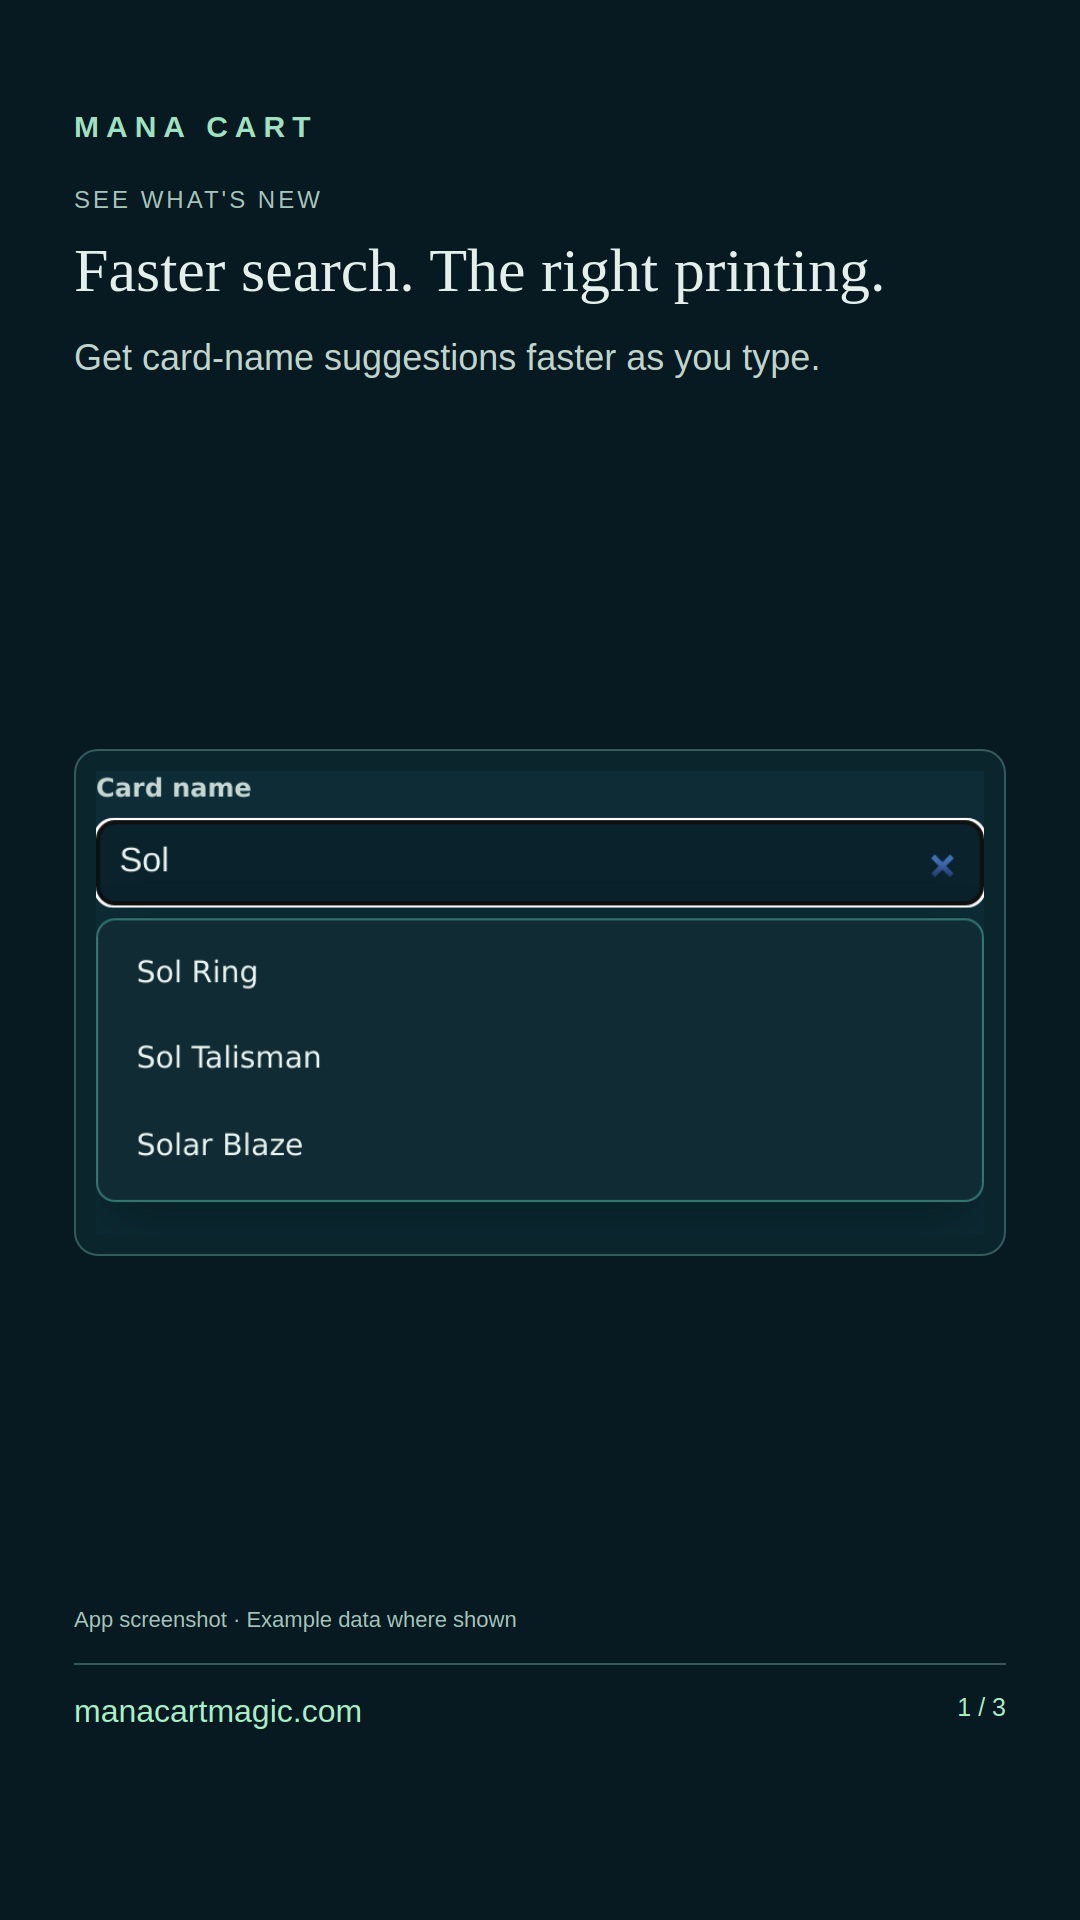 MANA CART
SEE WHAT'S NEW
Faster search. The right printing.
Get card-name suggestions faster as you type.
Card name
Sol
Sol Ring
Sol Talisman
Solar Blaze
App screenshot · Example data where shown
manacartmagic.com
1 / 3